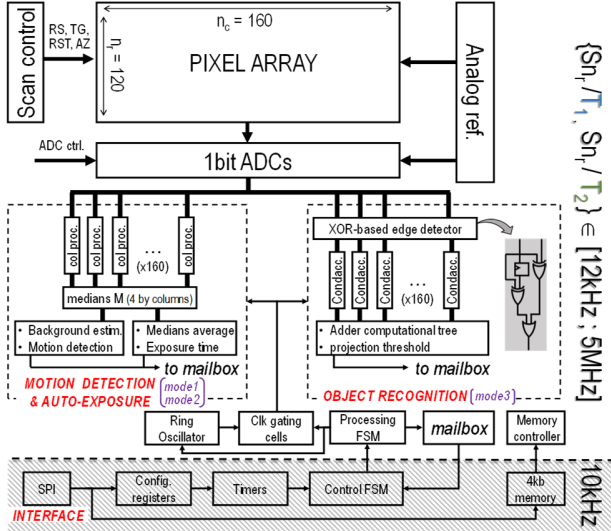 n_c = 160
n_r = 120
Scan control
RS, TG,
RST, AZ
PIXEL ARRAY
Analog ref.
{Sn_r/T_1, Sn_r/T_2} ∈ [12kHz ; 5MHz]
ADC ctrl.
1bit ADCs
col proc.
col proc.
col proc.
col proc.
...
(x160)
medians M (4 by columns)
• Background estim.
• Motion detection
• Medians average
• Exposure time
to mailbox
MOTION DETECTION
& AUTO-EXPOSURE
(mode1
mode2)
XOR-based edge detector
Condacc.
Condacc.
Condacc.
Condacc.
...
(x160)
• Adder computational tree
• projection threshold
to mailbox
OBJECT RECOGNITION (mode3)
Ring
Oscillator
Clk gating
cells
Processing
FSM
mailbox
Memory
controller
SPI
Config.
registers
Timers
Control FSM
4kb
memory
INTERFACE
10kHz